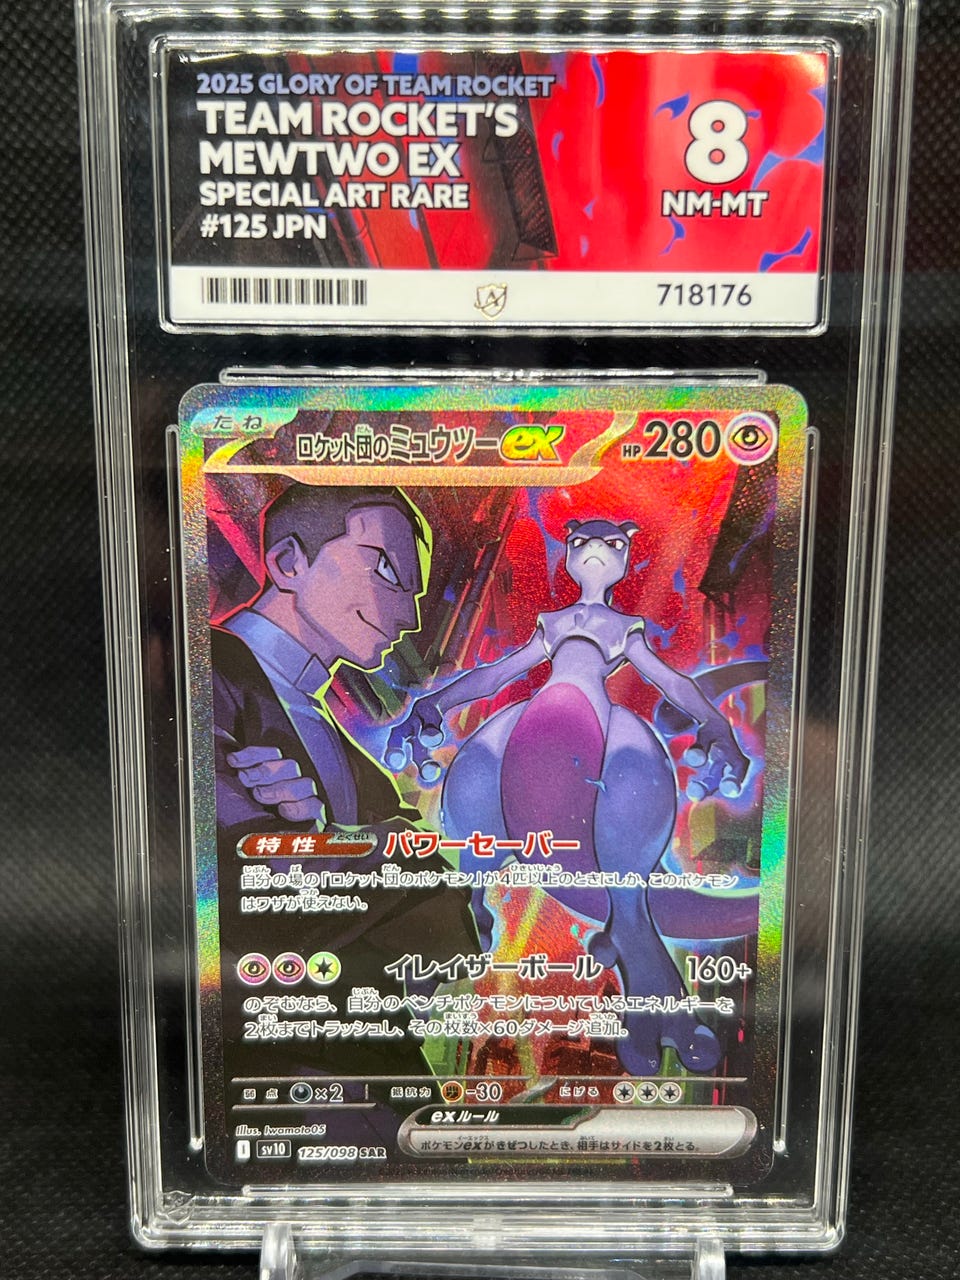 2025 GLORY OF TEAM ROCKET
TEAM ROCKET'S
MEWTWO EX
SPECIAL ART RARE
#125 JPN
8
NM-MT
718176
たね
ロケット団のミュウツーex
HP280
特性 パワーセーバー
自分の場の「ロケット団のポケモン」が4匹以上のときにしか、このポケモン
はワザが使えない。
イレイザーボール 160+
のぞむなら、自分のベンチポケモンについているエネルギーを
2枚までトラッシュし、その枚数×60ダメージ追加。
弱点 ×2 抵抗力 -30 にげる
exルール
ポケモンexがきぜつしたとき、相手はサイドを2枚とる。
Illus. Iwamoto05
I sv10 125/098 SAR